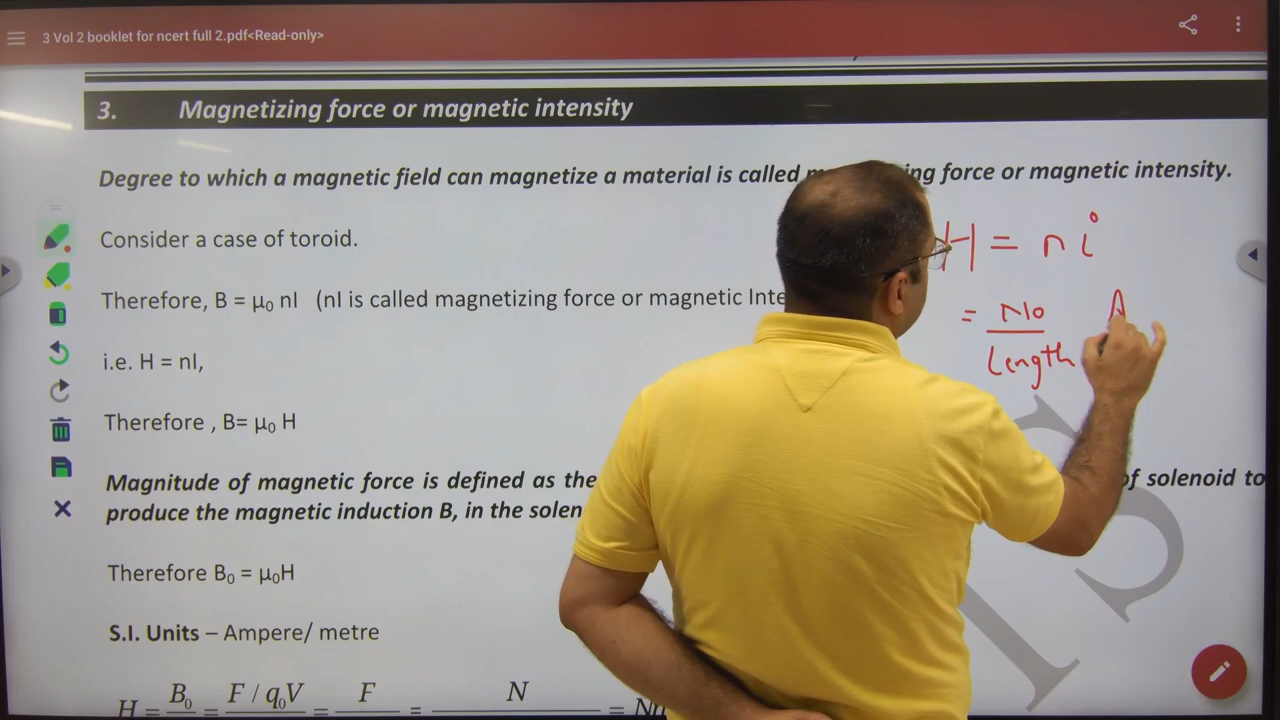 3 Vol 2 booklet for ncert full 2.pdf<Read-only>
3. Magnetizing force or magnetic intensity
Degree to which a magnetic field can magnetize a material is called force or magnetic intensity.
H = ni
Consider a case of toroid.
Therefore, B = μ₀ nI (nI is called magnetizing force or magnetic
= No A
Length
i.e. H = nI,
Therefore , B= μ₀ H
Magnitude of magnetic force is defined as the of solenoid to
produce the magnetic induction B, in the
Therefore B₀ = μ₀H
S.I. Units – Ampere/ metre
H = B₀ = F / q₀V = F = N =
TS